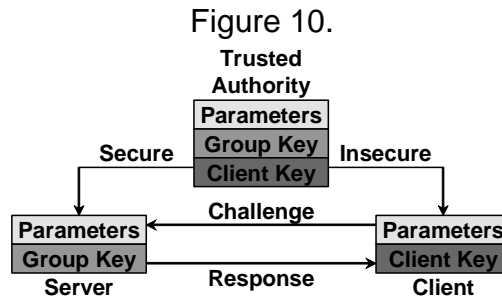 Figure 10.
Trusted
Authority
Parameters
Group Key
Client Key
Secure
Insecure
Challenge
Parameters
Group Key
Server
Response
Parameters
Client Key
Client